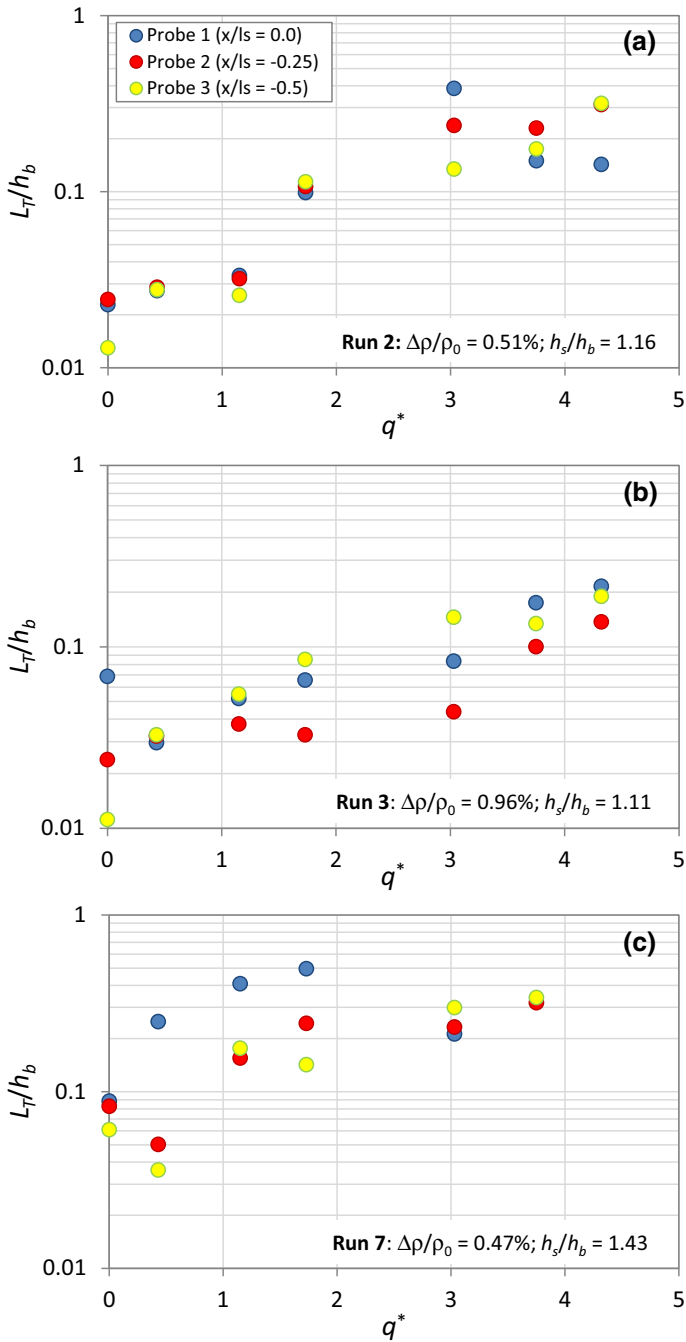 1
(a)
Probe 1 (x/ls = 0.0)
Probe 2 (x/ls = -0.25)
Probe 3 (x/ls = -0.5)
L_T/h_b
0.1
Run 2: Δρ/ρ_0 = 0.51%; h_s/h_b = 1.16
0.01
0 1 2 3 4 5
q*
1
(b)
L_T/h_b
0.1
Run 3: Δρ/ρ_0 = 0.96%; h_s/h_b = 1.11
0.01
0 1 2 3 4 5
q*
1
(c)
L_T/h_b
0.1
Run 7: Δρ/ρ_0 = 0.47%; h_s/h_b = 1.43
0.01
0 1 2 3 4 5
q*